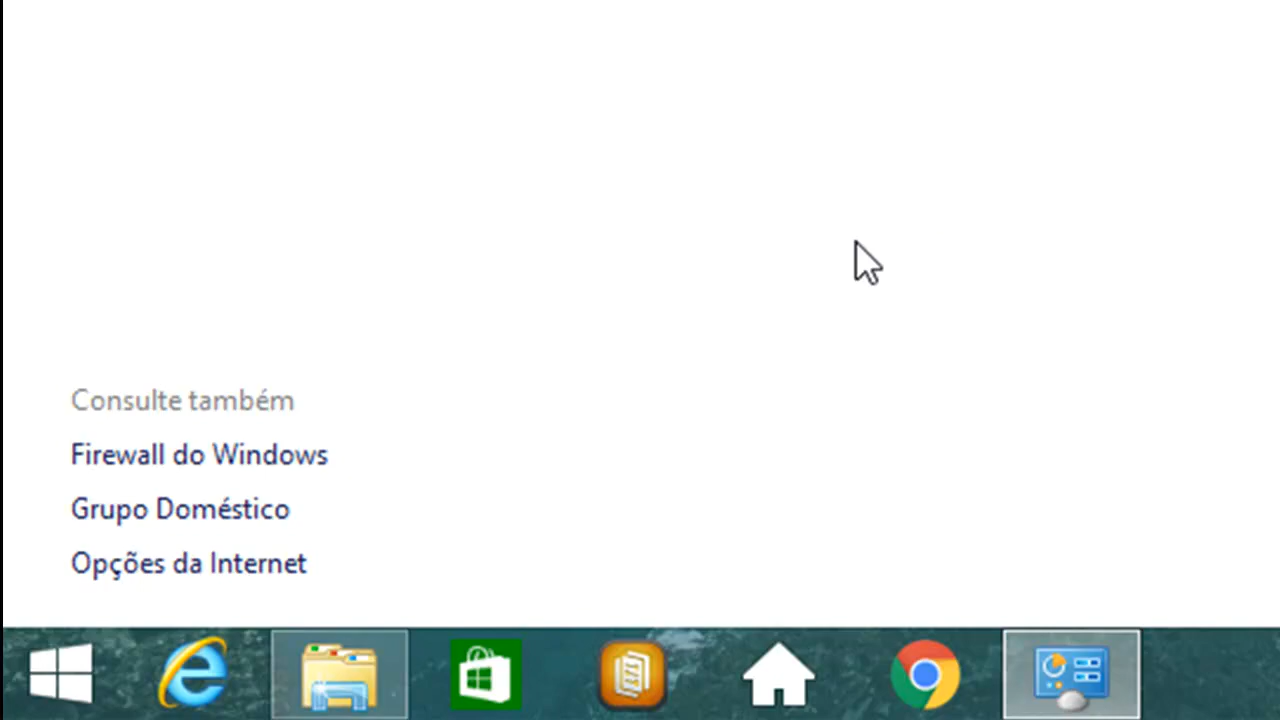 Consulte também
Firewall do Windows
Grupo Doméstico
Opções da Internet